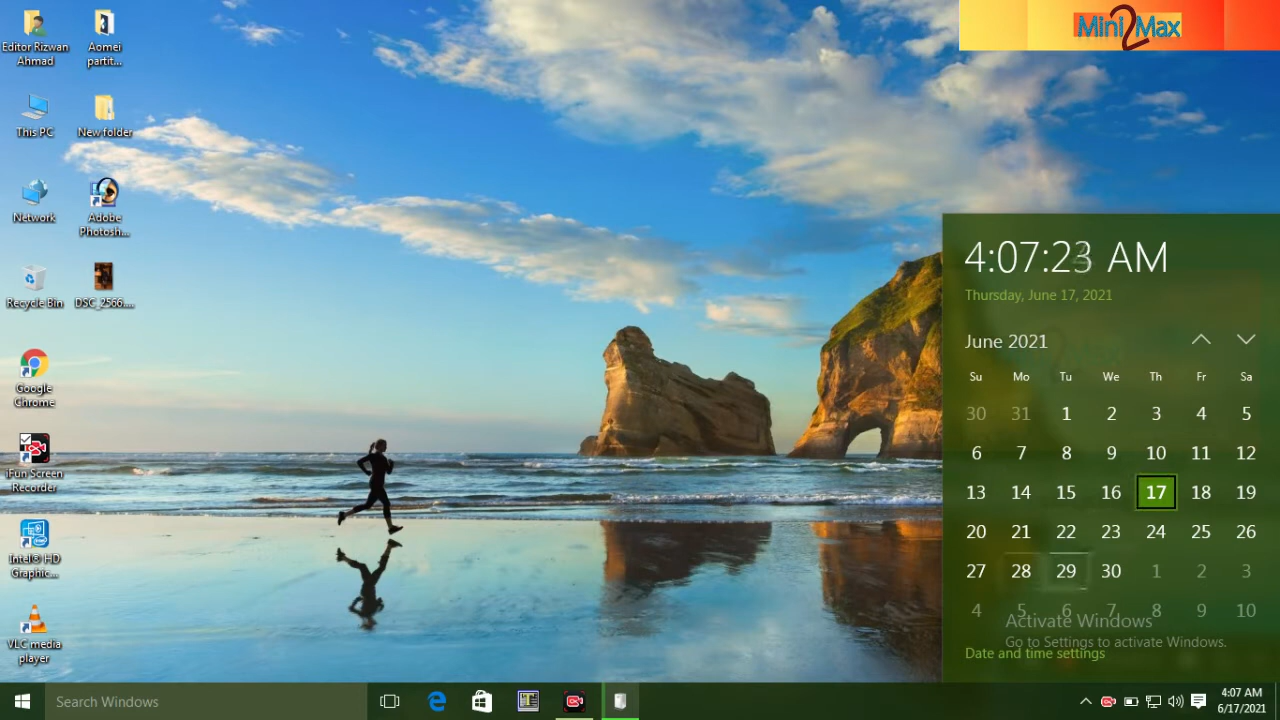 Mini2Max
Editor Rizwan
Ahmad
Aomei
partit...
This PC
New folder
Network
Adobe
Photosh...
Recycle Bin
DSC_2566....
Google
Chrome
iFun Screen
Recorder
Intel® HD
Graphic...
VLC media
player
4:07:23 AM
Thursday, June 17, 2021
June 2021
Su Mo Tu We Th Fr Sa
30 31 1 2 3 4 5
6 7 8 9 10 11 12
13 14 15 16 17 18 19
20 21 22 23 24 25 26
27 28 29 30 1 2 3
4 5 6 7 8 9 10
Activate Windows
Go to Settings to activate Windows.
Date and time settings
Search Windows
4:07 AM
6/17/2021